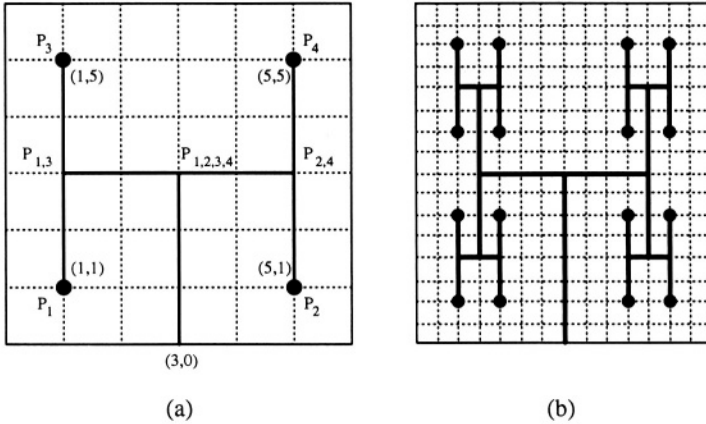 P3 P4
(1,5) (5,5)
P1,3 P1,2,3,4 P2,4
(1,1) (5,1)
P1 P2
(3,0)
(a) (b)